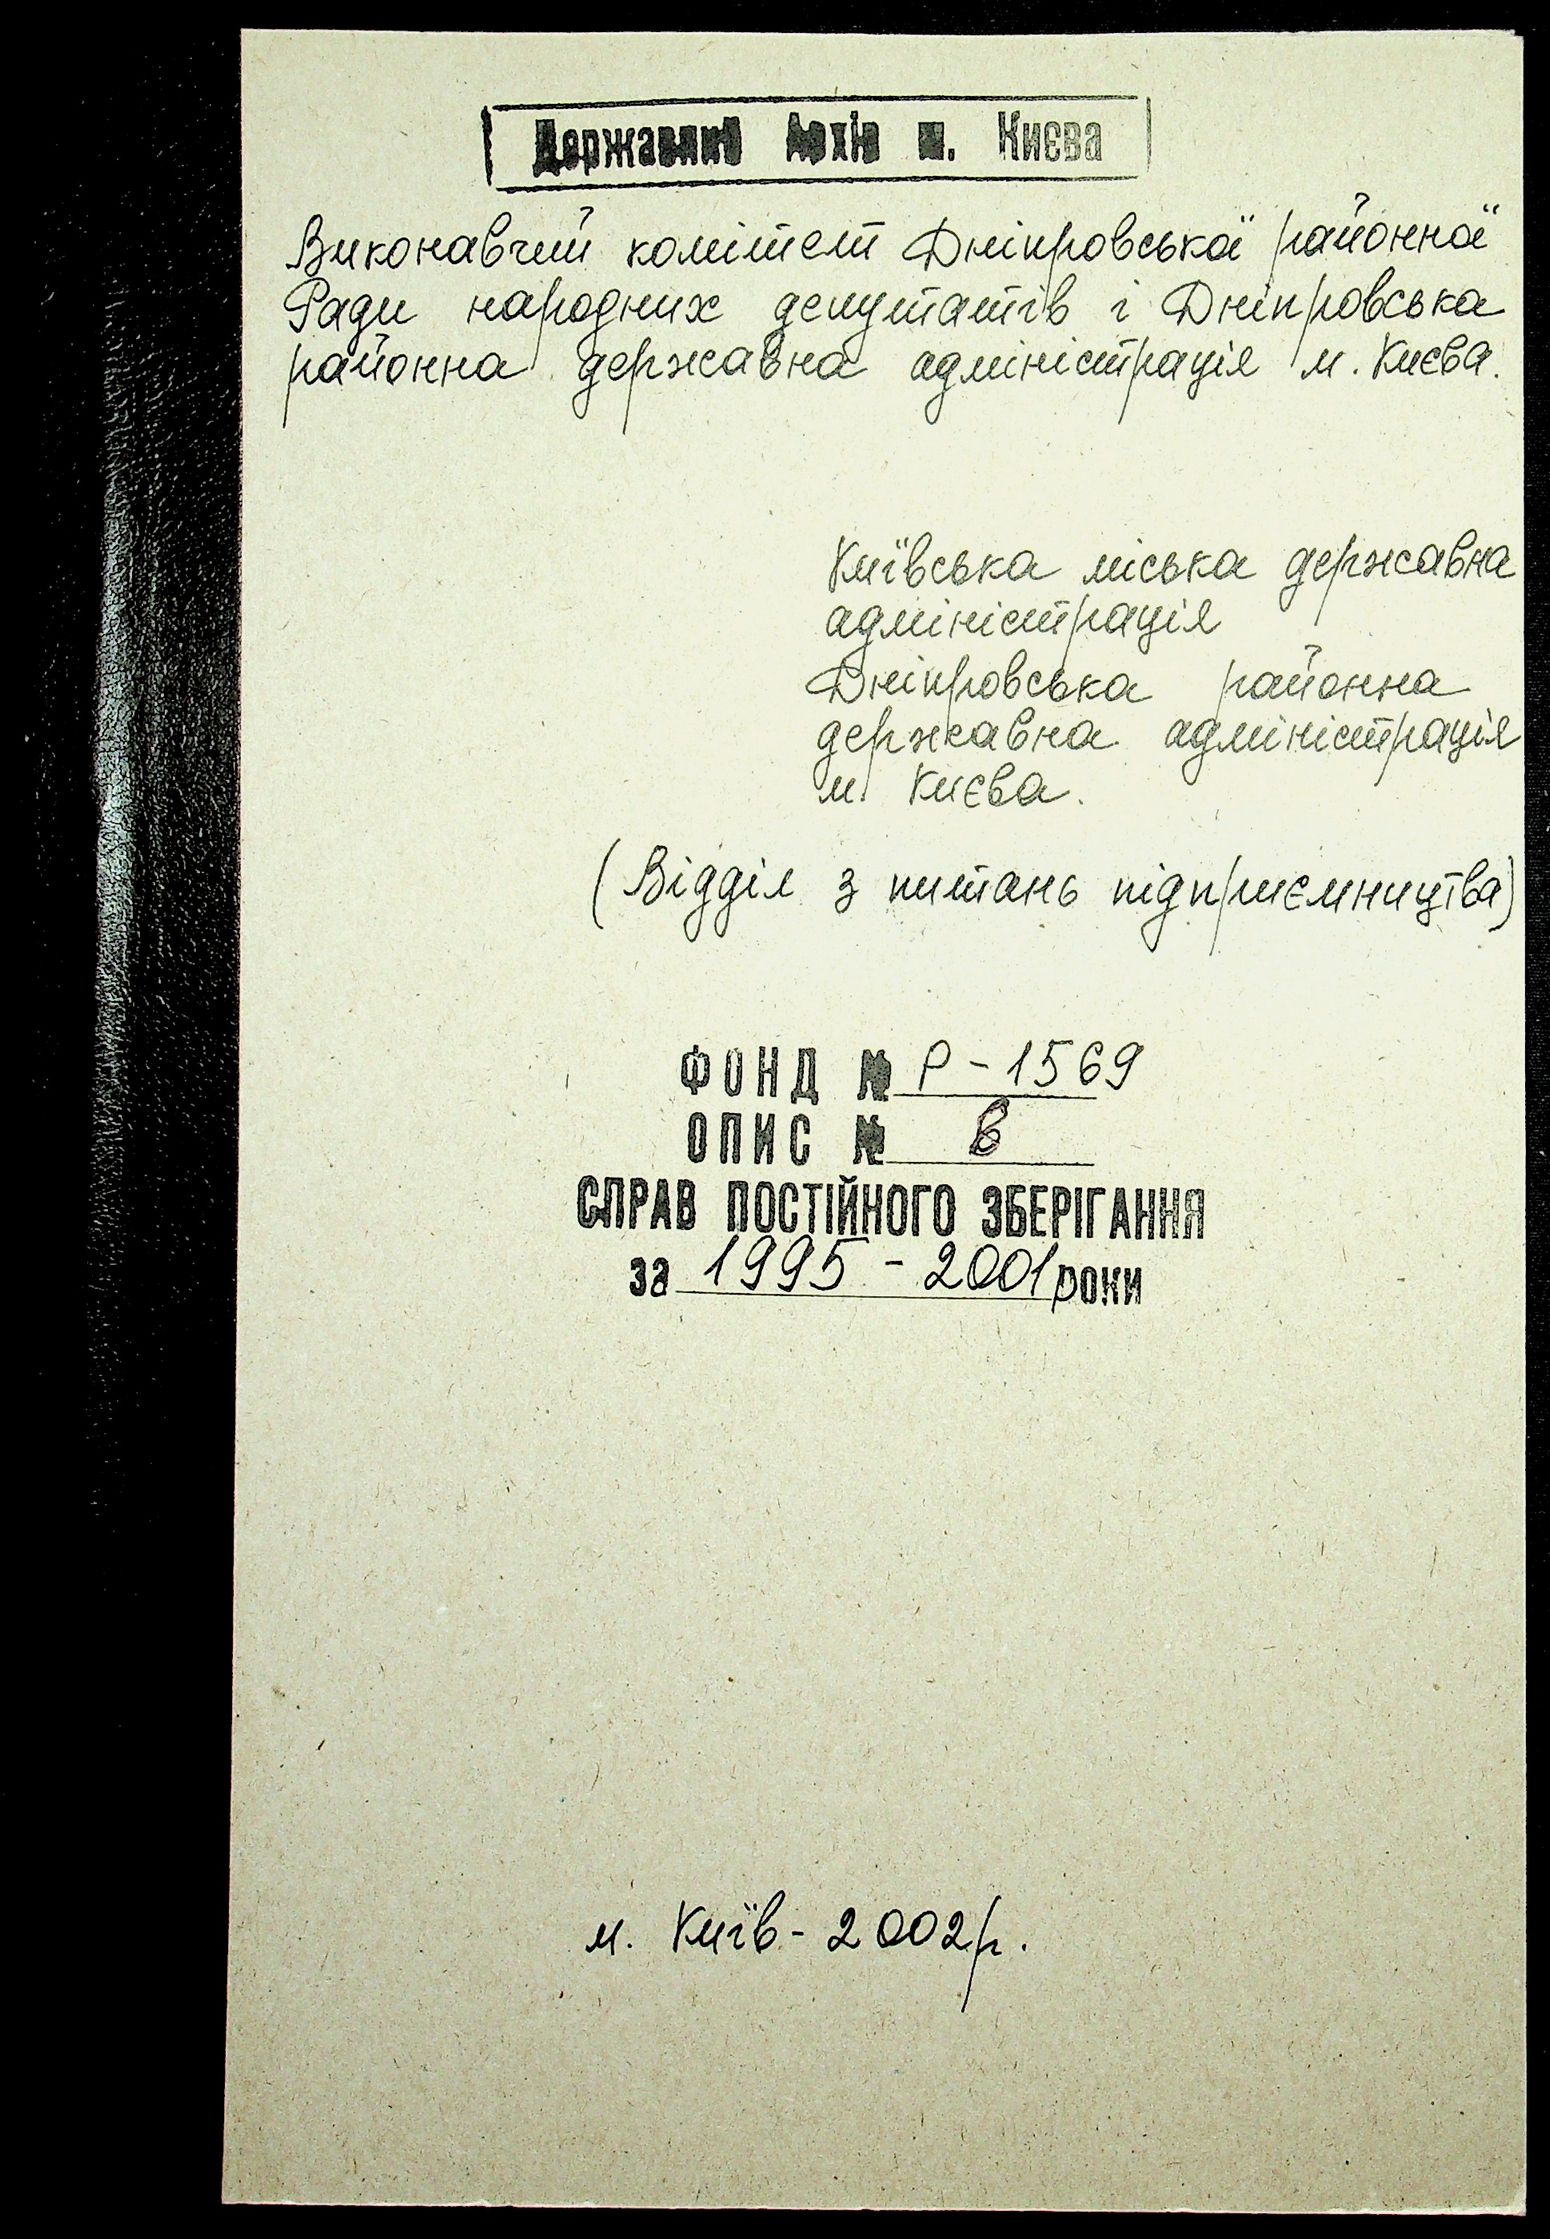 Державний Архів м. Києва
Виконавчий комітет Дніпровської районної
Ради народних депутатів і Дніпровська
районна державна адміністрація м. Києва.
Київська міська державна
адміністрація
Дніпровська районна
державна адміністрація
м. Києва.
(Відділ з питань підприємництва)
ФОНД № Р-1569
ОПИС №
СПРАВ ПОСТІЙНОГО ЗБЕРІГАННЯ
за 1995-2001 роки
м. Київ-2002р.